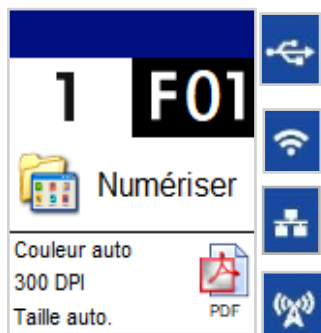 1 F01
Numériser
Couleur auto
300 DPI
Taille auto.
PDF